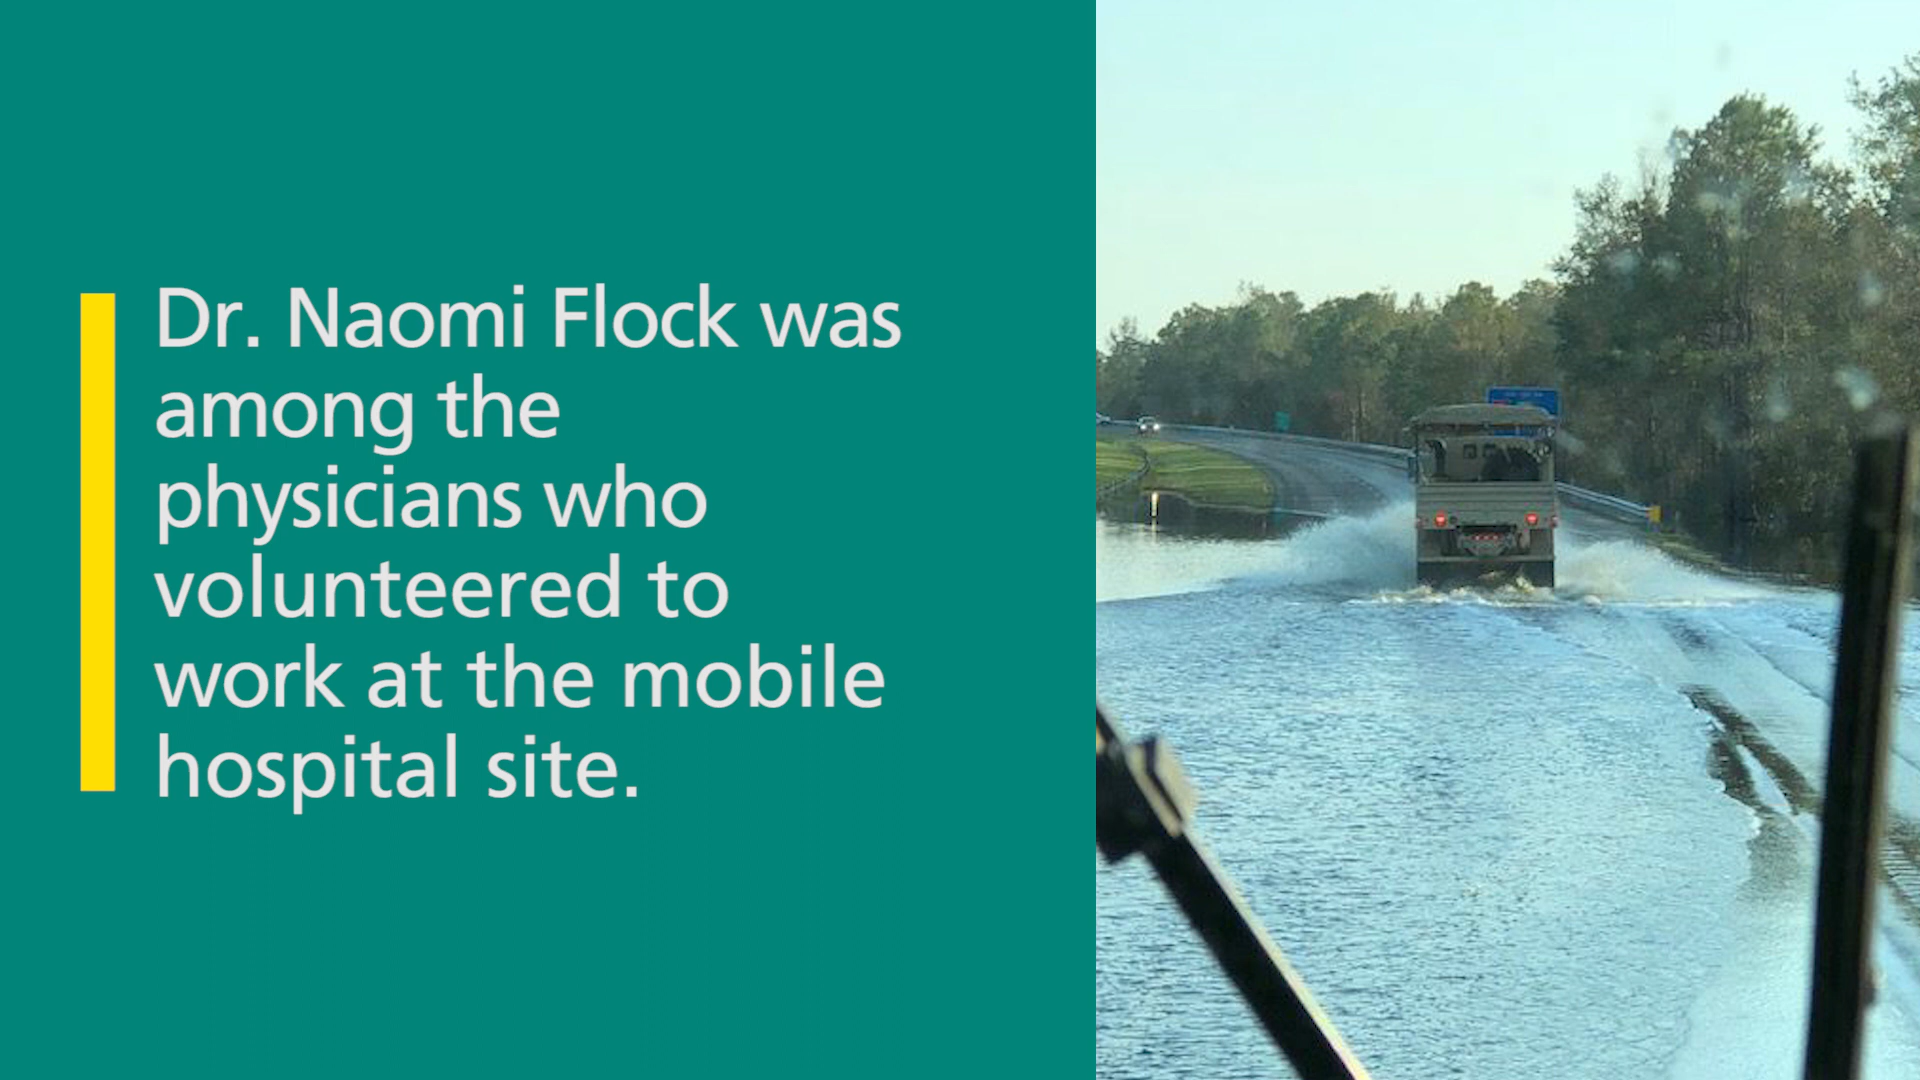 Dr. Naomi Flock was
among the
physicians who
volunteered to
work at the mobile
hospital site.